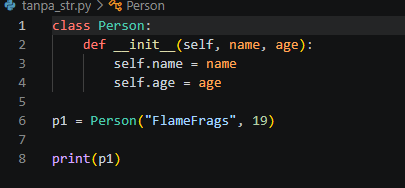 tanpa_str.py > Person
1 class Person:
2     def __init__(self, name, age):
3         self.name = name
4         self.age = age
5
6 p1 = Person("FlameFrags", 19)
7
8 print(p1)